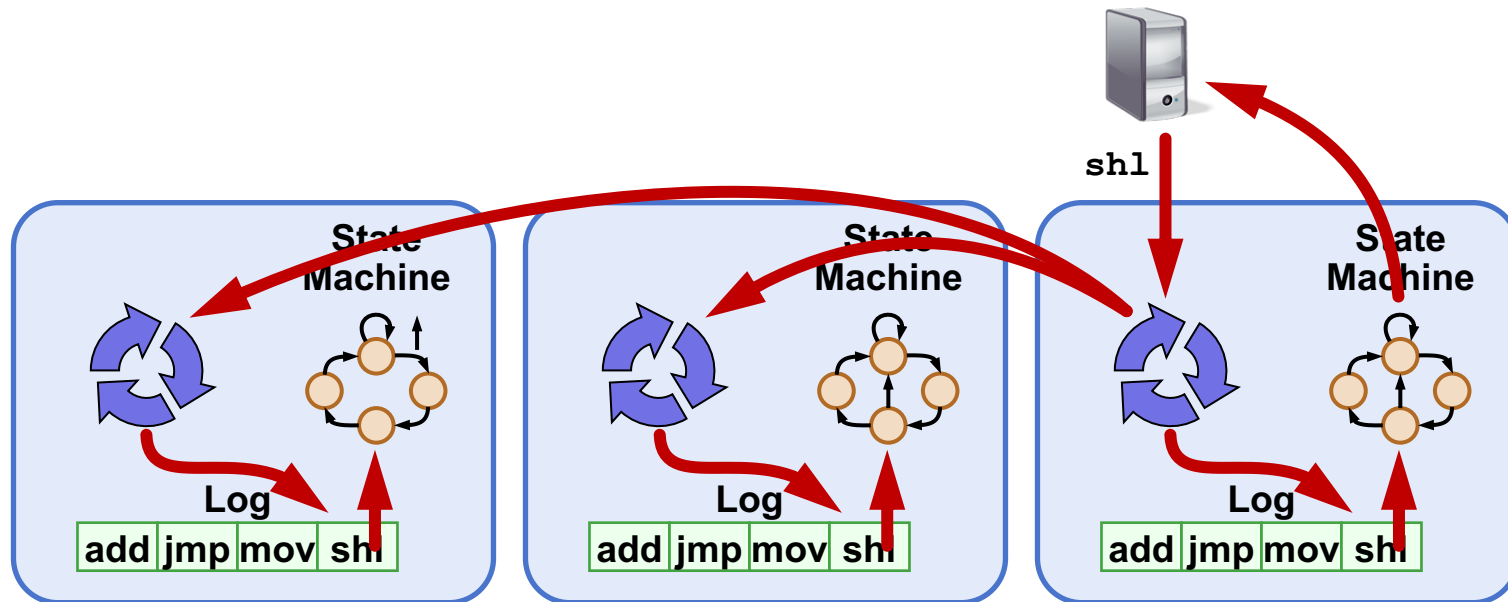 shl
State
Machine
Log
add jmp mov shl
State
Machine
Log
add jmp mov shl
State
Machine
Log
add jmp mov shl